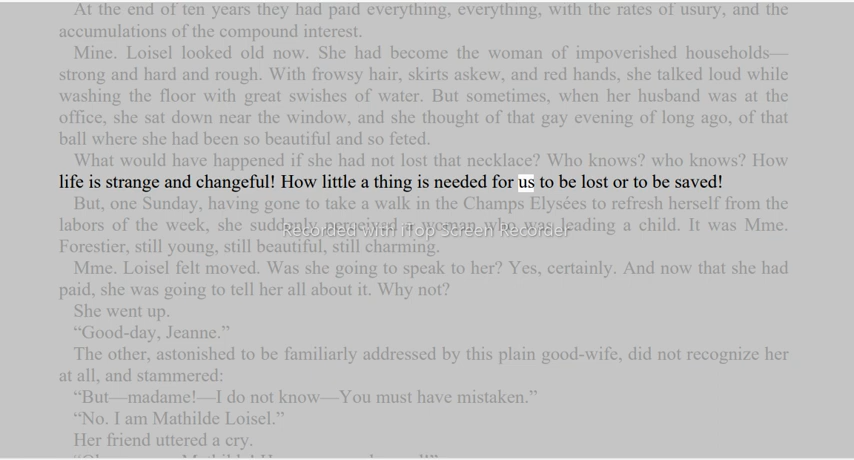 At the end of ten years they had paid everything, everything, with the rates of usury, and the
accumulations of the compound interest.
Mine. Loisel looked old now. She had become the woman of impoverished households—
strong and hard and rough. With frowsy hair, skirts askew, and red hands, she talked loud while
washing the floor with great swishes of water. But sometimes, when her husband was at the
office, she sat down near the window, and she thought of that gay evening of long ago, of that
ball where she had been so beautiful and so feted.
What would have happened if she had not lost that necklace? Who knows? who knows? How
life is strange and changeful! How little a thing is needed for us to be lost or to be saved!
But, one Sunday, having gone to take a walk in the Champs Elysées to refresh herself from the
labors of the week, she suddenly perceived a woman who was leading a child. It was Mme.
Recorded with iTop Screen Recorder
Forestier, still young, still beautiful, still charming.
Mme. Loisel felt moved. Was she going to speak to her? Yes, certainly. And now that she had
paid, she was going to tell her all about it. Why not?
She went up.
“Good-day, Jeanne.”
The other, astonished to be familiarly addressed by this plain good-wife, did not recognize her
at all, and stammered:
“But—madame!—I do not know—You must have mistaken.”
“No. I am Mathilde Loisel.”
Her friend uttered a cry.